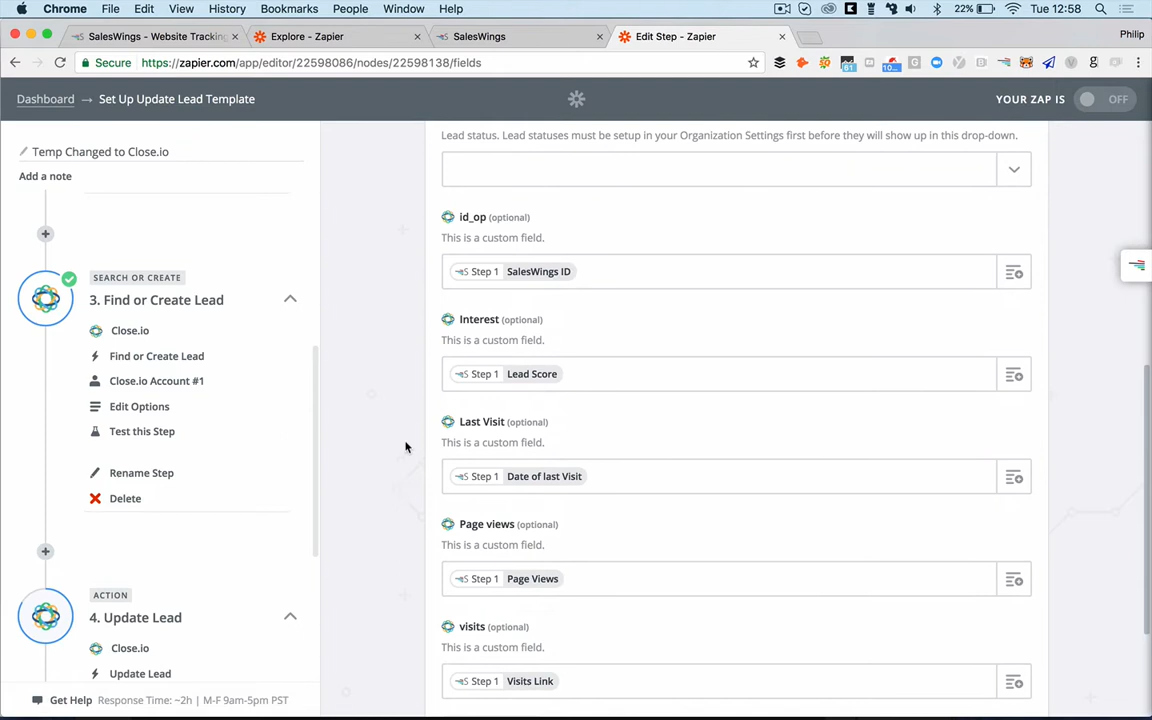 Chrome File Edit View History Bookmarks People Window Help 22% Tue 12:58
SalesWings - Website Tracking × Explore - Zapier × SalesWings × Edit Step - Zapier × Philip
Secure https://zapier.com/app/editor/22598086/nodes/22598138/fields
Dashboard → Set Up Update Lead Template YOUR ZAP IS OFF
Temp Changed to Close.io
Add a note
SEARCH OR CREATE
3. Find or Create Lead
Close.io
Find or Create Lead
Close.io Account #1
Edit Options
Test this Step
Rename Step
Delete
ACTION
4. Update Lead
Close.io
Update Lead
Get Help Response Time: ~2h | M-F 9am-5pm PST
Lead status. Lead statuses must be setup in your Organization Settings first before they will show up in this drop-down.
id_op (optional)
This is a custom field.
Step 1 SalesWings ID
Interest (optional)
This is a custom field.
Step 1 Lead Score
Last Visit (optional)
This is a custom field.
Step 1 Date of last Visit
Page views (optional)
This is a custom field.
Step 1 Page Views
visits (optional)
This is a custom field.
Step 1 Visits Link